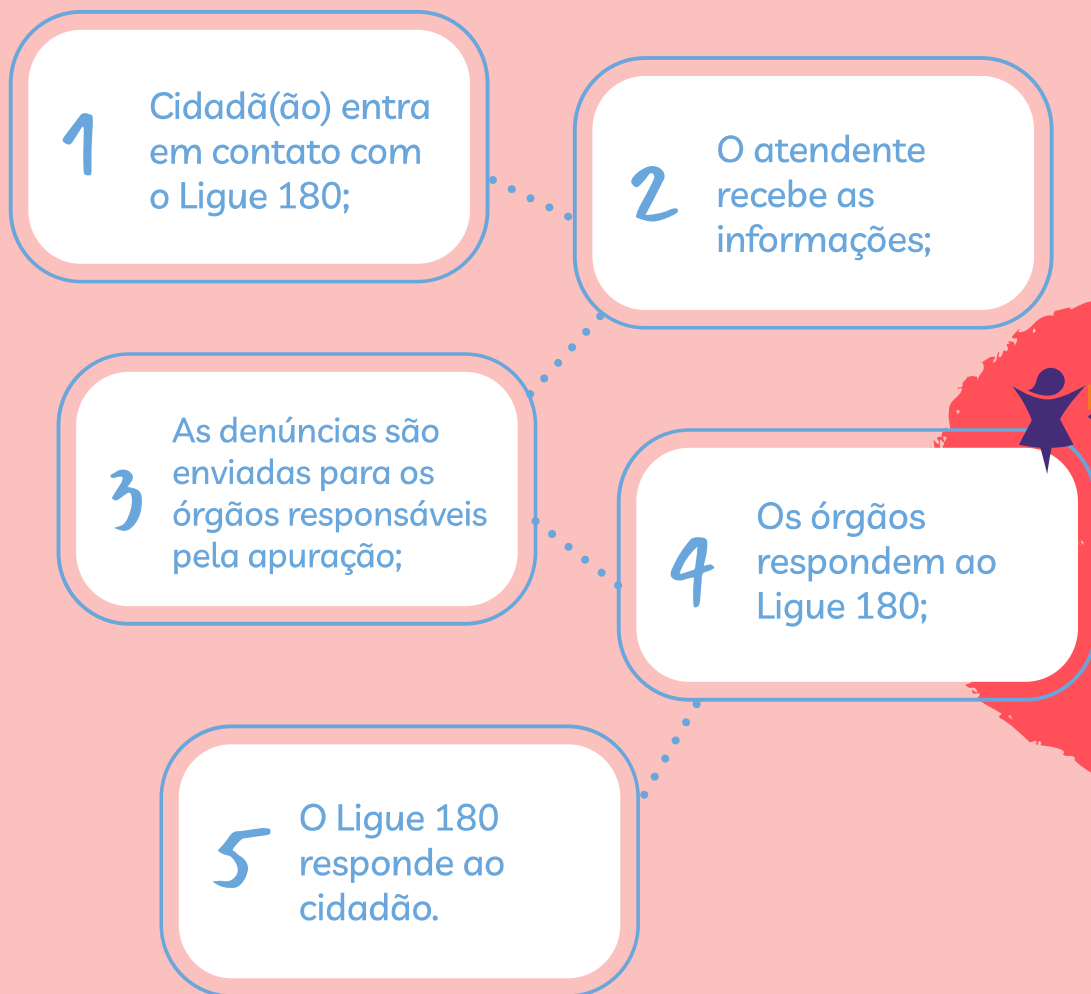 1
Cidadã(ão) entra
em contato com
o Ligue 180;
2
O atendente
recebe as
informações;
3
As denúncias são
enviadas para os
órgãos responsáveis
pela apuração;
4
Os órgãos
respondem ao
Ligue 180;
5
O Ligue 180
responde ao
cidadão.